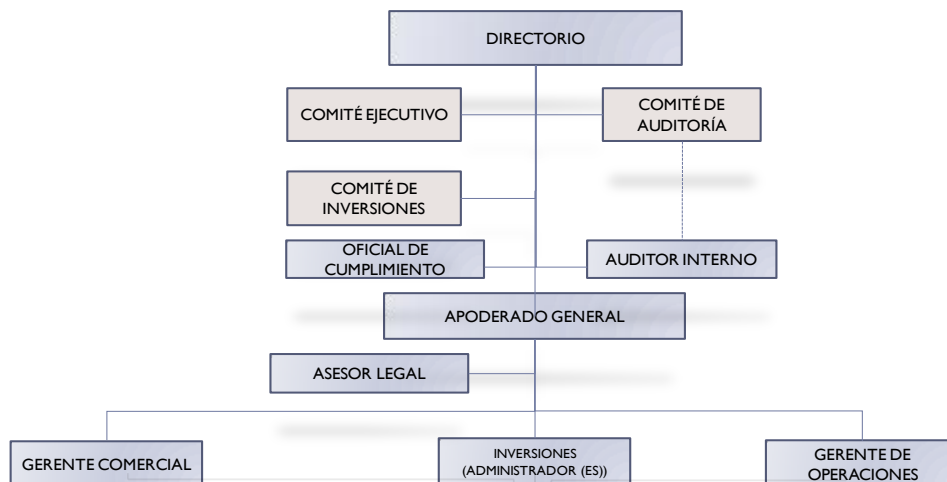 DIRECTORIO
COMITÉ EJECUTIVO
COMITÉ DE
AUDITORÍA
COMITÉ DE
INVERSIONES
OFICIAL DE
CUMPLIMIENTO
AUDITOR INTERNO
APODERADO GENERAL
ASESOR LEGAL
GERENTE COMERCIAL
INVERSIONES
(ADMINISTRADOR (ES))
GERENTE DE
OPERACIONES